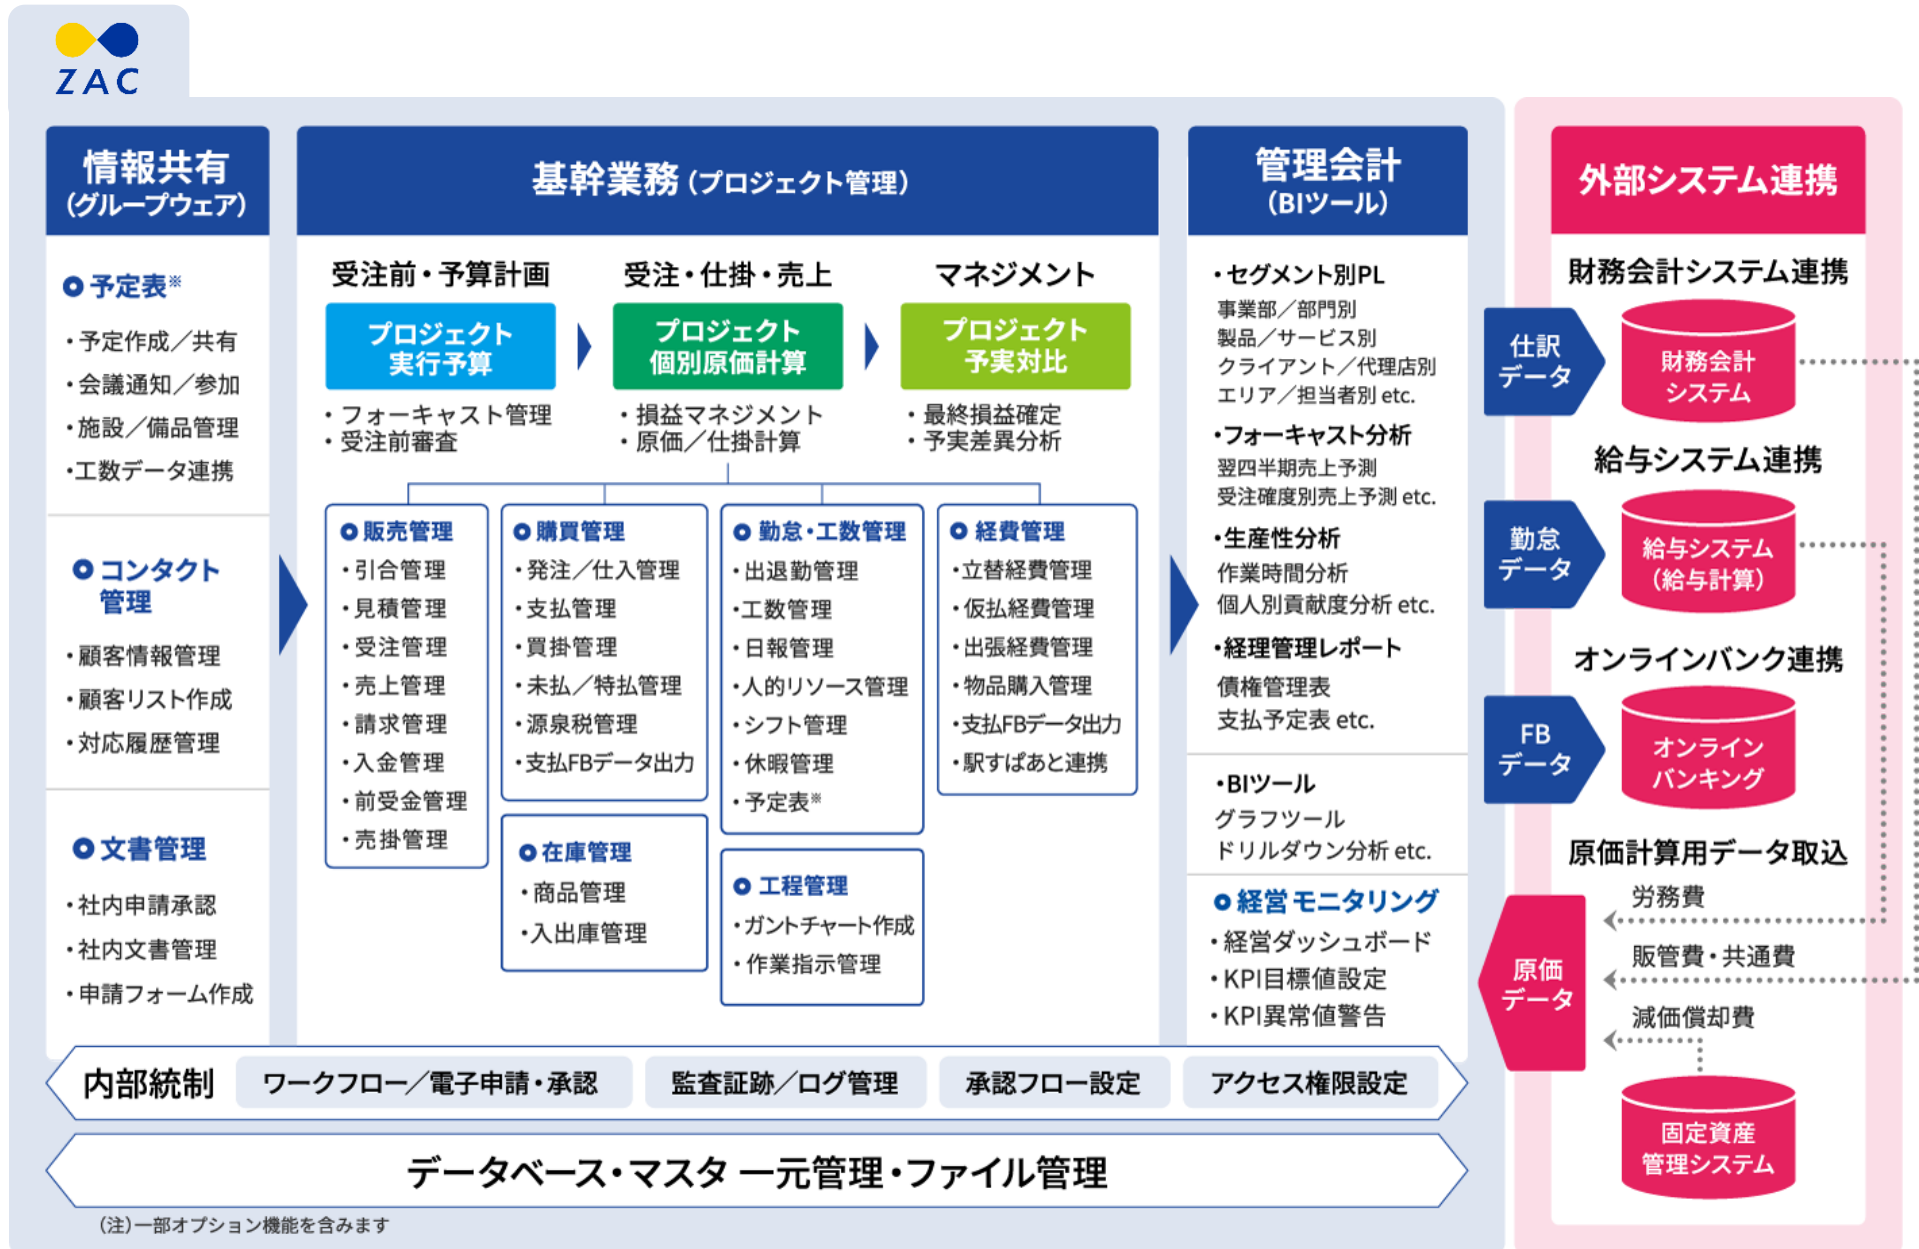 ZAC
情報共有
(グループウェア)
予定表※
・予定作成／共有
・会議通知／参加
・施設／備品管理
・工数データ連携
コンタクト
管理
・顧客情報管理
・顧客リスト作成
・対応履歴管理
文書管理
・社内申請承認
・社内文書管理
・申請フォーム作成
基幹業務(プロジェクト管理)
受注前・予算計画
プロジェクト
実行予算
・フォーキャスト管理
・受注前審査
受注・仕掛・売上
プロジェクト
個別原価計算
・損益マネジメント
・原価／仕掛計算
マネジメント
プロジェクト
予実対比
・最終損益確定
・予実差異分析
販売管理
・引合管理
・見積管理
・受注管理
・売上管理
・請求管理
・入金管理
・前受金管理
・売掛管理
購買管理
・発注／仕入管理
・支払管理
・買掛管理
・未払／特払管理
・源泉税管理
・支払FBデータ出力
在庫管理
・商品管理
・入出庫管理
勤怠・工数管理
・出退勤管理
・工数管理
・日報管理
・人的リソース管理
・シフト管理
・休暇管理
・予定表※
工程管理
・ガントチャート作成
・作業指示管理
経費管理
・立替経費管理
・仮払経費管理
・出張経費管理
・物品購入管理
・支払FBデータ出力
・駅すぱあと連携
管理会計
(BIツール)
・セグメント別PL
事業部／部門別
製品／サービス別
クライアント／代理店別
エリア／担当者別 etc.
・フォーキャスト分析
翌四半期売上予測
受注確度別売上予測 etc.
・生産性分析
作業時間分析
個人別貢献度分析 etc.
・経理管理レポート
債権管理表
支払予定表 etc.
・BIツール
グラフツール
ドリルダウン分析 etc.
経営モニタリング
・経営ダッシュボード
・KPI目標値設定
・KPI異常値警告
外部システム連携
財務会計システム連携
仕訳
データ
財務会計
システム
給与システム連携
勤怠
データ
給与システム
(給与計算)
オンラインバンク連携
FB
データ
オンライン
バンキング
原価計算用データ取込
労務費
販管費・共通費
減価償却費
原価
データ
固定資産
管理システム
内部統制
ワークフロー／電子申請・承認
監査証跡／ログ管理
承認フロー設定
アクセス権限設定
データベース・マスタ 一元管理・ファイル管理
(注)一部オプション機能を含みます